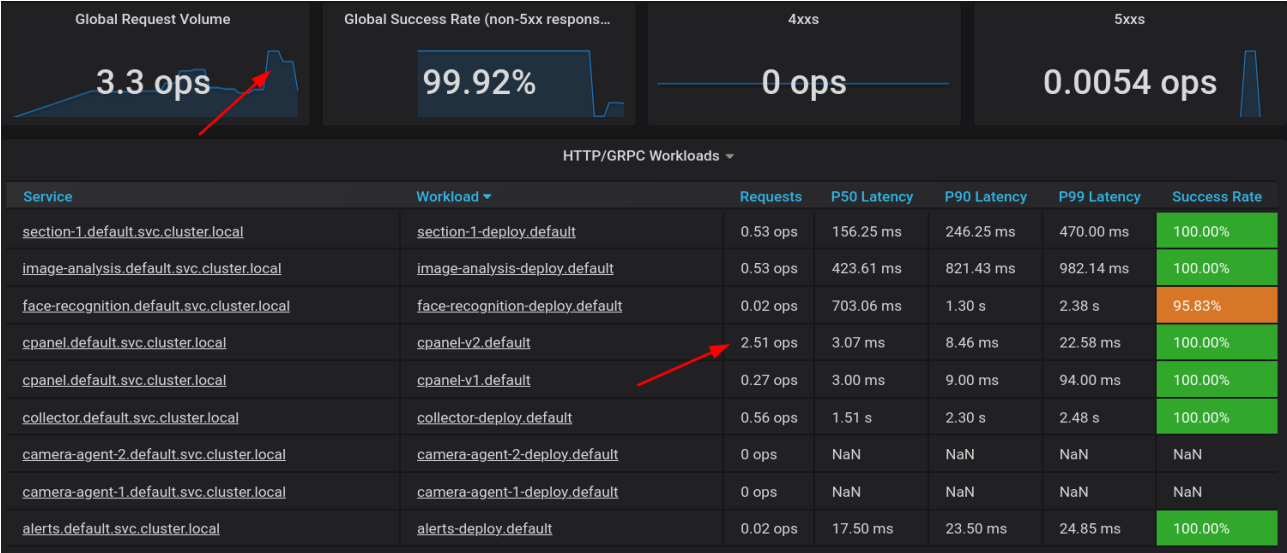 Global Request Volume
Global Success Rate (non-5xx respons…
4xxs
5xxs
3.3 ops
99.92%
0 ops
0.0054 ops
HTTP/GRPC Workloads
Service Workload Requests P50 Latency P90 Latency P99 Latency Success Rate
section-1.default.svc.cluster.local section-1-deploy.default 0.53 ops 156.25 ms 246.25 ms 470.00 ms 100.00%
image-analysis.default.svc.cluster.local image-analysis-deploy.default 0.53 ops 423.61 ms 821.43 ms 982.14 ms 100.00%
face-recognition.default.svc.cluster.local face-recognition-deploy.default 0.02 ops 703.06 ms 1.30 s 2.38 s 95.83%
cpanel.default.svc.cluster.local cpanel-v2.default 2.51 ops 3.07 ms 8.46 ms 22.58 ms 100.00%
cpanel.default.svc.cluster.local cpanel-v1.default 0.27 ops 3.00 ms 9.00 ms 94.00 ms 100.00%
collector.default.svc.cluster.local collector-deploy.default 0.56 ops 1.51 s 2.30 s 2.48 s 100.00%
camera-agent-2.default.svc.cluster.local camera-agent-2-deploy.default 0 ops NaN NaN NaN NaN
camera-agent-1.default.svc.cluster.local camera-agent-1-deploy.default 0 ops NaN NaN NaN NaN
alerts.default.svc.cluster.local alerts-deploy.default 0.02 ops 17.50 ms 23.50 ms 24.85 ms 100.00%